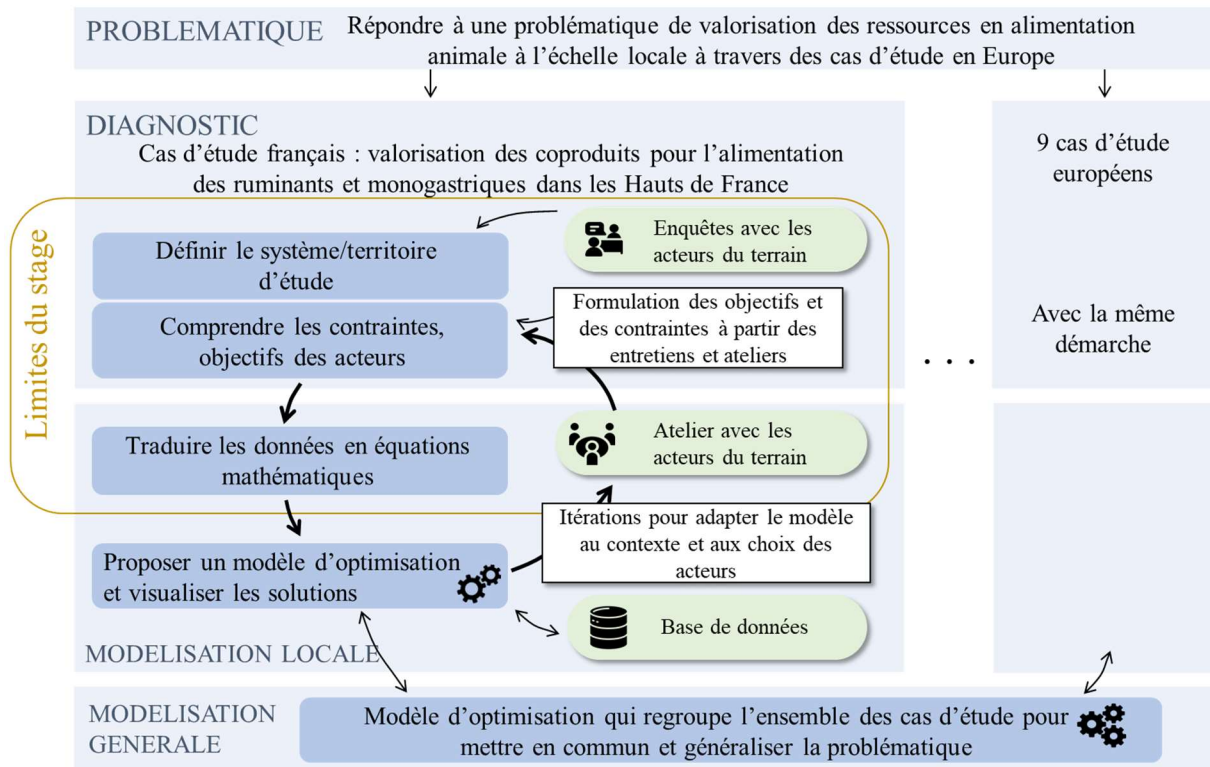 PROBLEMATIQUE
Répondre à une problématique de valorisation des ressources en alimentation
animale à l'échelle locale à travers des cas d'étude en Europe
DIAGNOSTIC
Cas d'étude français : valorisation des coproduits pour l'alimentation
des ruminants et monogastriques dans les Hauts de France
9 cas d'étude
européens
Limites du stage
Définir le système/territoire
d'étude
Enquêtes avec les
acteurs du terrain
Comprendre les contraintes,
objectifs des acteurs
Formulation des objectifs et
des contraintes à partir des
entretiens et ateliers
Avec la même
démarche
. . .
Traduire les données en équations
mathématiques
Atelier avec les
acteurs du terrain
Itérations pour adapter le modèle
au contexte et aux choix des
acteurs
Proposer un modèle d'optimisation
et visualiser les solutions
Base de données
MODELISATION LOCALE
MODELISATION
GENERALE
Modèle d'optimisation qui regroupe l'ensemble des cas d'étude pour
mettre en commun et généraliser la problématique